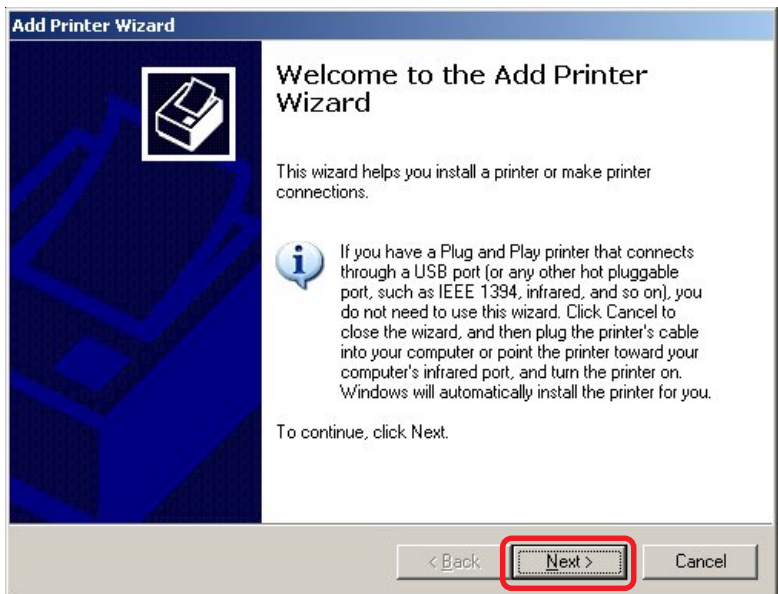 Add Printer Wizard
Welcome to the Add Printer
Wizard
This wizard helps you install a printer or make printer
connections.
If you have a Plug and Play printer that connects
through a USB port (or any other hot pluggable
port, such as IEEE 1394, infrared, and so on), you
do not need to use this wizard. Click Cancel to
close the wizard, and then plug the printer's cable
into your computer or point the printer toward your
computer's infrared port, and turn the printer on.
Windows will automatically install the printer for you.
To continue, click Next.
< Back Next > Cancel